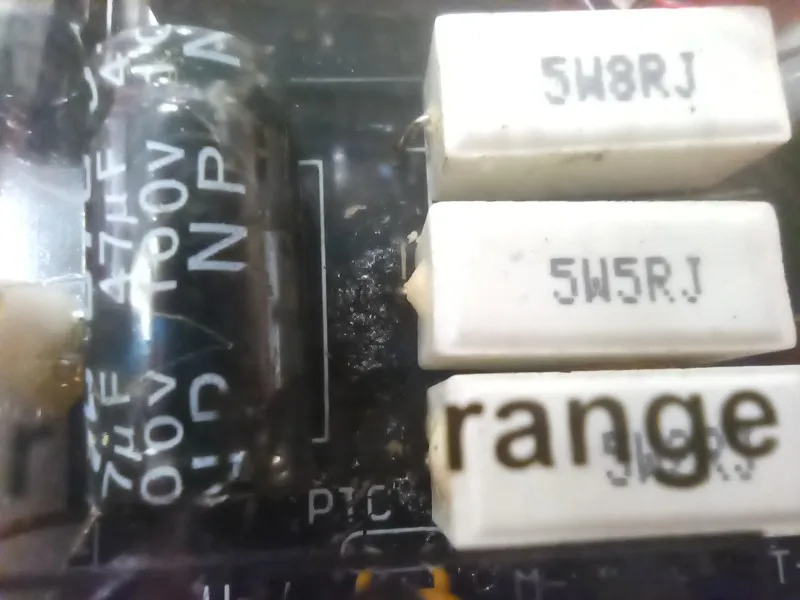 5W8RJ
5W5RJ
range
47µF
100V
NP
PTC
M-